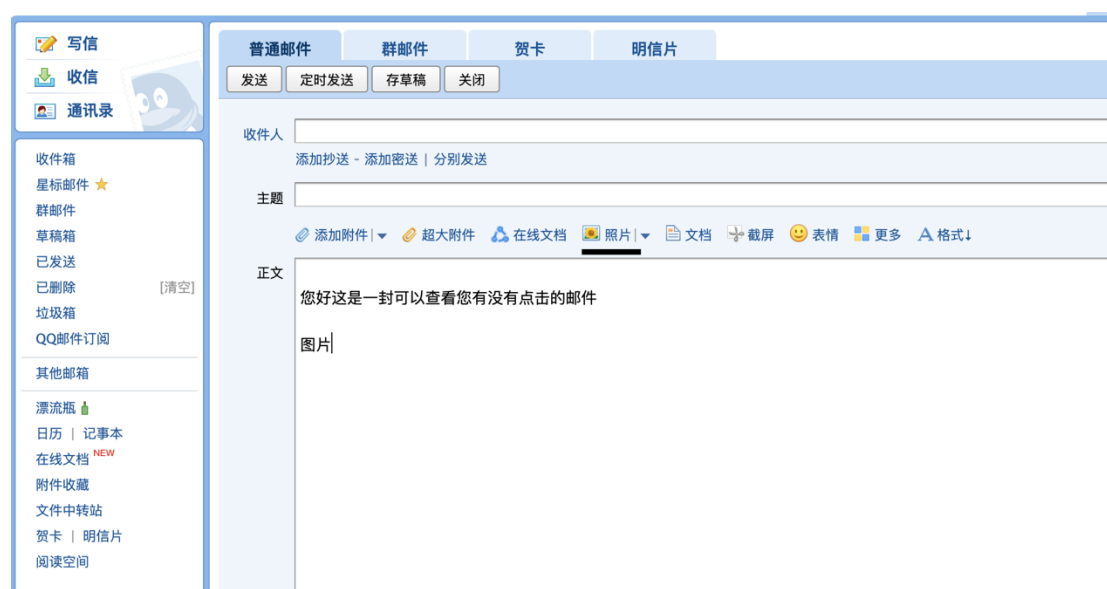 写信
收信
通讯录
收件箱
星标邮件
群邮件
草稿箱
已发送
已删除 [清空]
垃圾箱
QQ邮件订阅
其他邮箱
漂流瓶
日历 | 记事本
在线文档 NEW
附件收藏
文件中转站
贺卡 | 明信片
阅读空间
普通邮件 群邮件 贺卡 明信片
发送 定时发送 存草稿 关闭
收件人
添加抄送 - 添加密送 | 分别发送
主题
添加附件 | 超大附件 在线文档 照片 | 文档 截屏 表情 更多 A 格式↓
正文
您好这是一封可以查看您有没有点击的邮件
图片